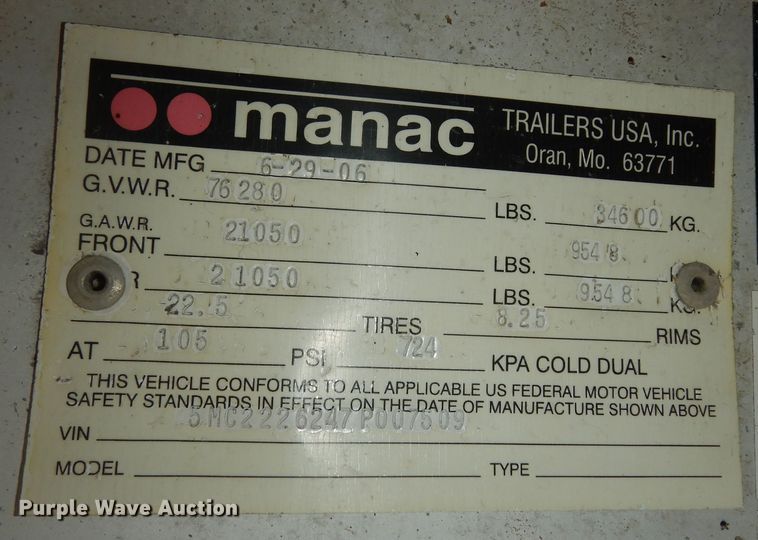 manac TRAILERS USA, Inc.
Oran, Mo. 63771
DATE MFG 6-29-06
G.V.W.R. 76280 LBS. 34600 KG.
G.A.W.R.
FRONT 21050 LBS. 9548
R 21050 LBS. 9548 KG.
22.5 TIRES 8.25 RIMS
AT 105 PSI 724 KPA COLD DUAL
THIS VEHICLE CONFORMS TO ALL APPLICABLE US FEDERAL MOTOR VEHICLE
SAFETY STANDARDS IN EFFECT ON THE DATE OF MANUFACTURE SHOWN ABOVE
VIN 5MC2226247P007509
MODEL TYPE
Purple Wave Auction